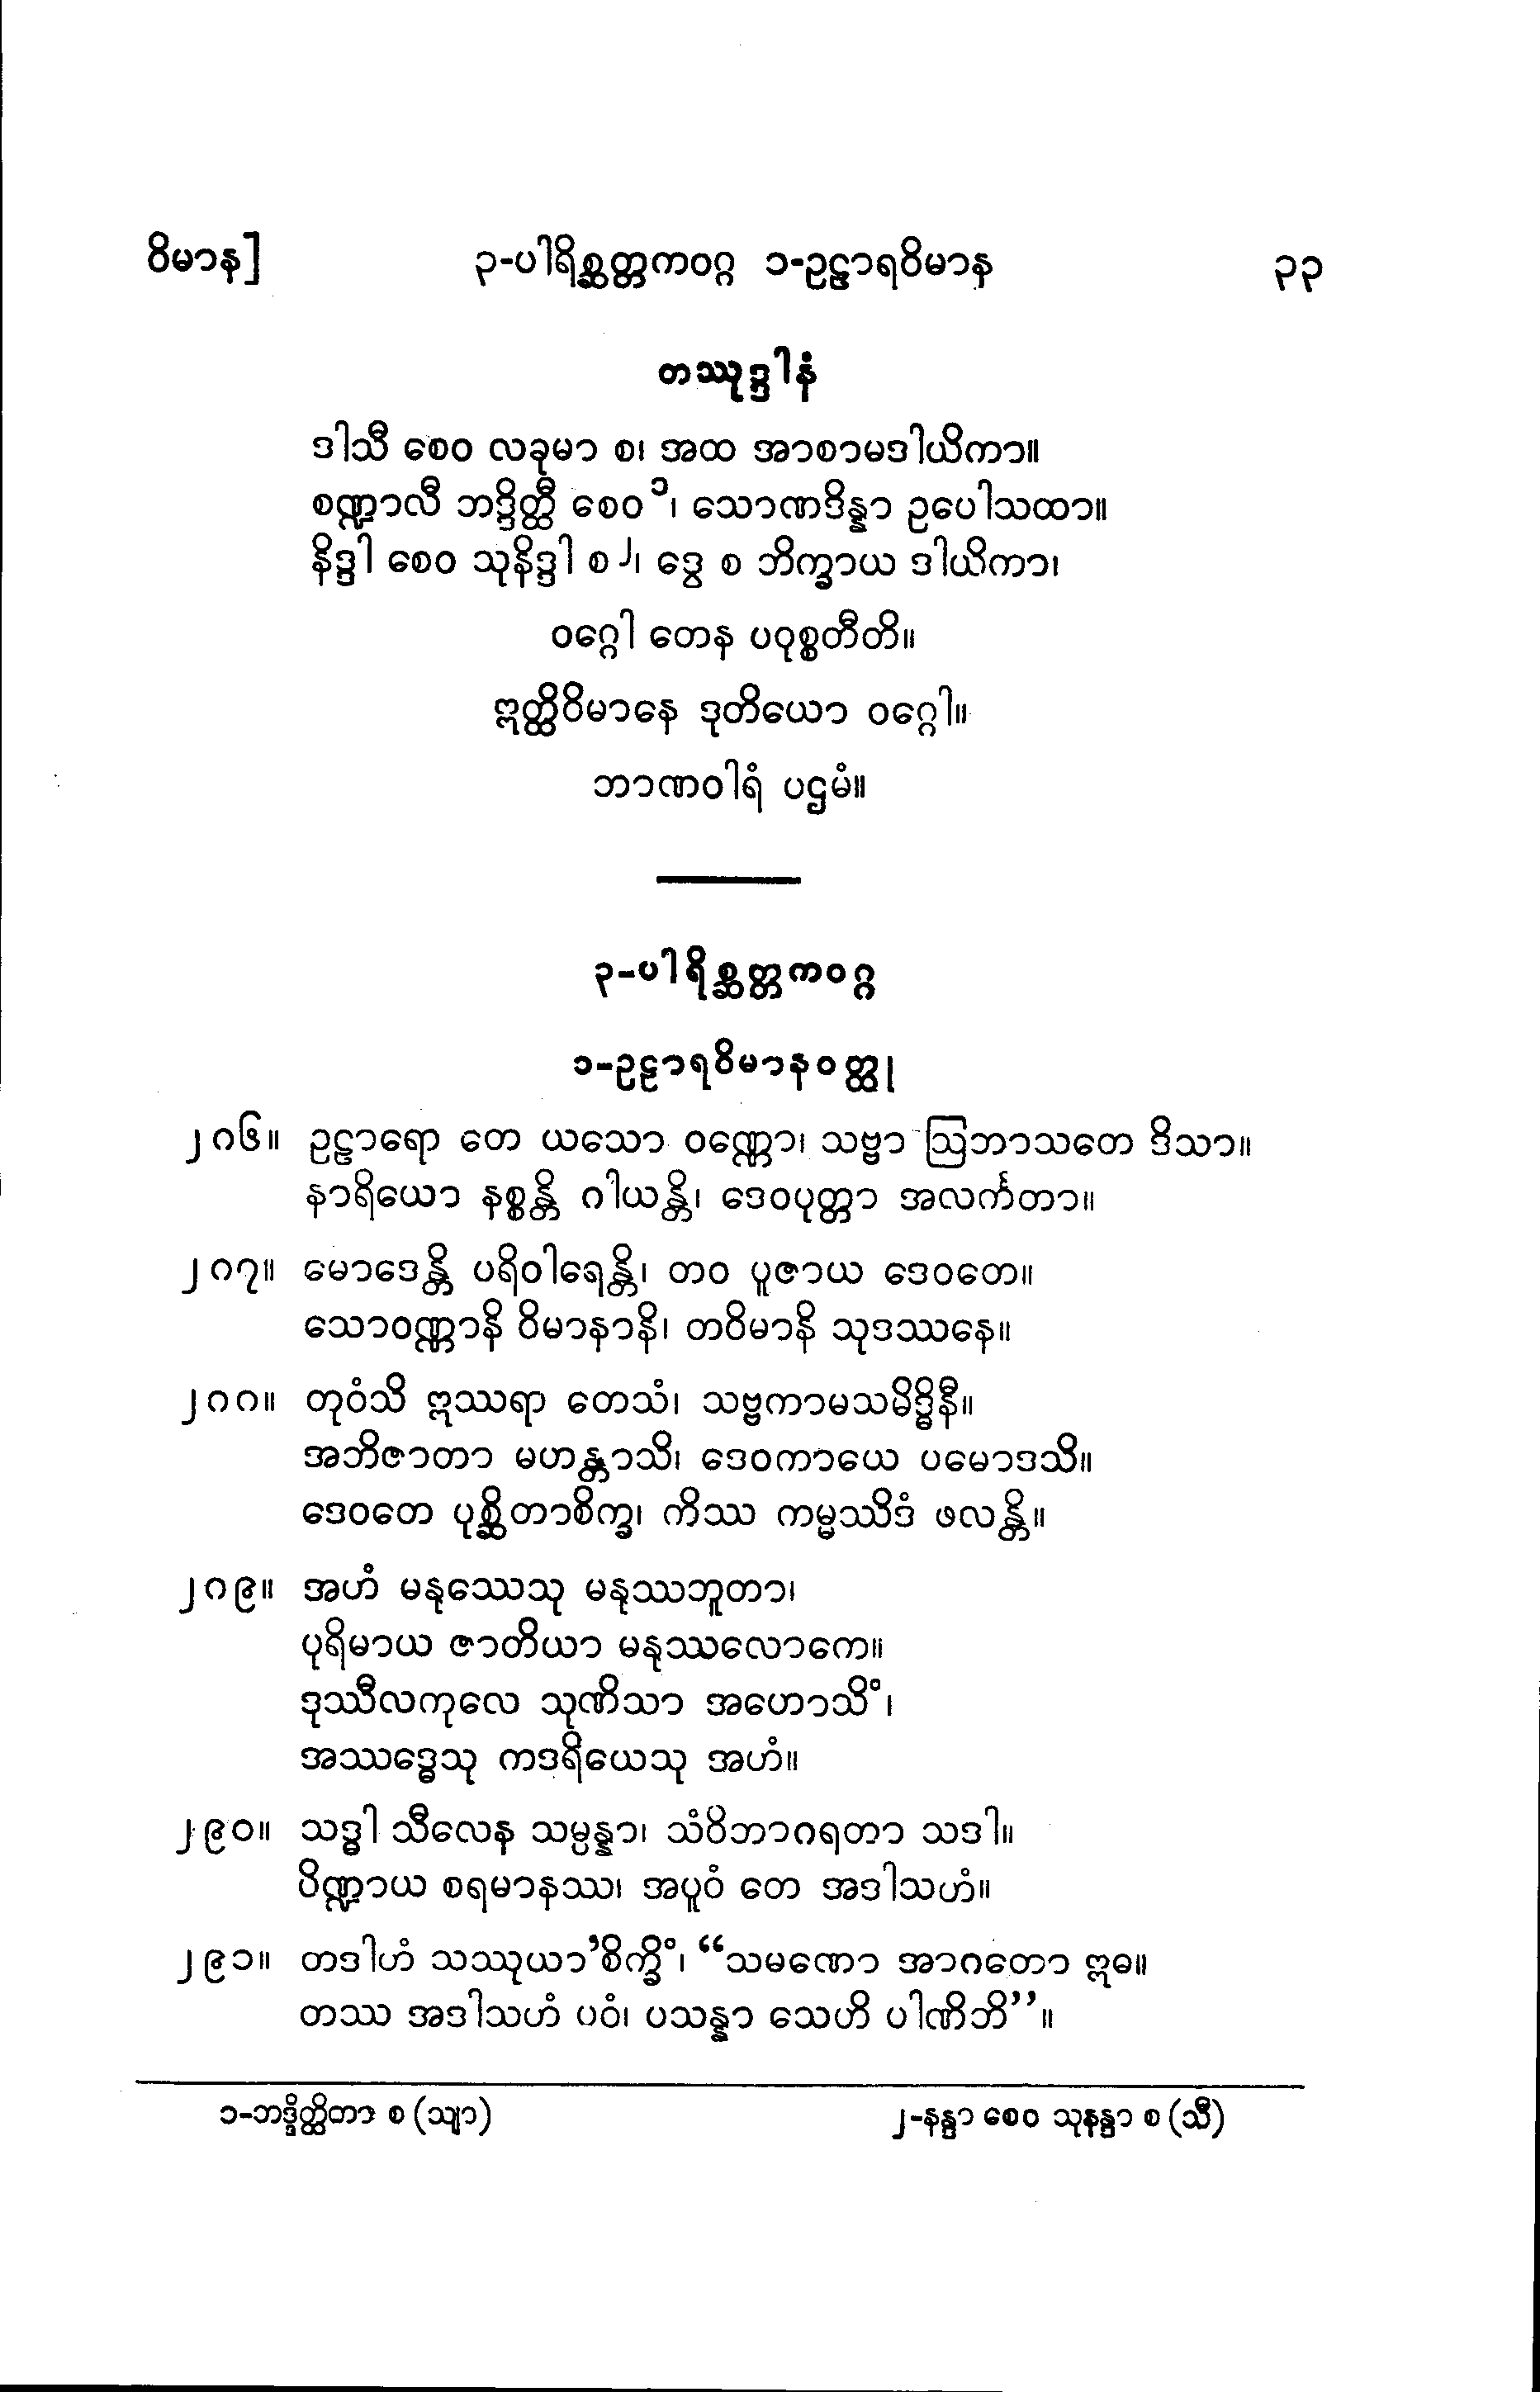 ဝိမာန]	၃-ပါရိစ္ဆတ္တကဝဂ္ဂ ၁-ဥဠာရဝိမာန	၃၃
တဿုဒ္ဒါနံ
ဒါသီ စေဝ လခုမာ စ၊ အထ အာစာမဒါယိကာ။
စဏ္ဍာလီ ဘဒ္ဒိတ္ထီ စေဝ ၁၊ သောဏဒိန္နာ ဥပေါသထာ။
နိဒ္ဒါ စေဝ သုနိဒ္ဒါ စ ၂၊ ဒွေ စ ဘိက္ခာယ ဒါယိကာ၊
ဝဂ္ဂေါ တေန ပဝုစ္စတီတိ။
ဣတ္ထိဝိမာနေ ဒုတိယော ဝဂ္ဂေါ။
ဘာဏဝါရံ ပဌမံ။
၃-ပါရိစ္ဆတ္တကဝဂ္ဂ
၁-ဥဠာရဝိမာနဝတ္ထု
၂၈၆။ ဥဠာရော တေ ယသော ဝဏ္ဏော၊ သဗ္ဗာ ဩဘာသတေ ဒိသာ။
နာရိယော နစ္စန္တိ ဂါယန္တိ၊ ဒေဝပုတ္တာ အလင်္ကတာ။
၂၈၇။ မောဒေန္တိ ပရိဝါရေန္တိ၊ တဝ ပူဇာယ ဒေဝတေ။
သောဝဏ္ဏာနိ ဝိမာနာနိ၊ တဝိမာနိ သုဒဿနေ။
၂၈၈။ တုဝံသိ ဣဿရာ တေသံ၊ သဗ္ဗကာမသမိဒ္ဓိနီ။
အဘိဇာတာ မဟန္တာသိ၊ ဒေဝကာယေ ပမောဒသိ။
ဒေဝတေ ပုစ္ဆိတာစိက္ခ၊ ကိဿ ကမ္မဿိဒံ ဖလန္တိ။
၂၈၉။ အဟံ မနုဿေသု မနုဿဘူတာ၊
ပုရိမာယ ဇာတိယာ မနုဿလောကေ။
ဒုဿီလကုလေ သုဏိသာ အဟောသိံ၊
အဿဒ္ဓေသု ကဒရိယေသု အဟံ။
၂၉၀။ သဒ္ဓါ သီလေန သမ္ပန္နာ၊ သံဝိဘာဂရတာ သဒါ။
ပိဏ္ဍာယ စရမာနဿ၊ အပူဝံ တေ အဒါသဟံ။
၂၉၁။ တဒါဟံ သဿုယာ’စိက္ခိံ၊ “သမဏော အာဂတော ဣဓ။
တဿ အဒါသဟံ ပဝံ၊ ပသန္နာ သေဟိ ပါဏိဘိ”။
၁-ဘဒ္ဒိတ္ထိကာ စ (သျာ)	၂-နန္ဒာ စေဝ သုနန္ဒာ စ (သီ)